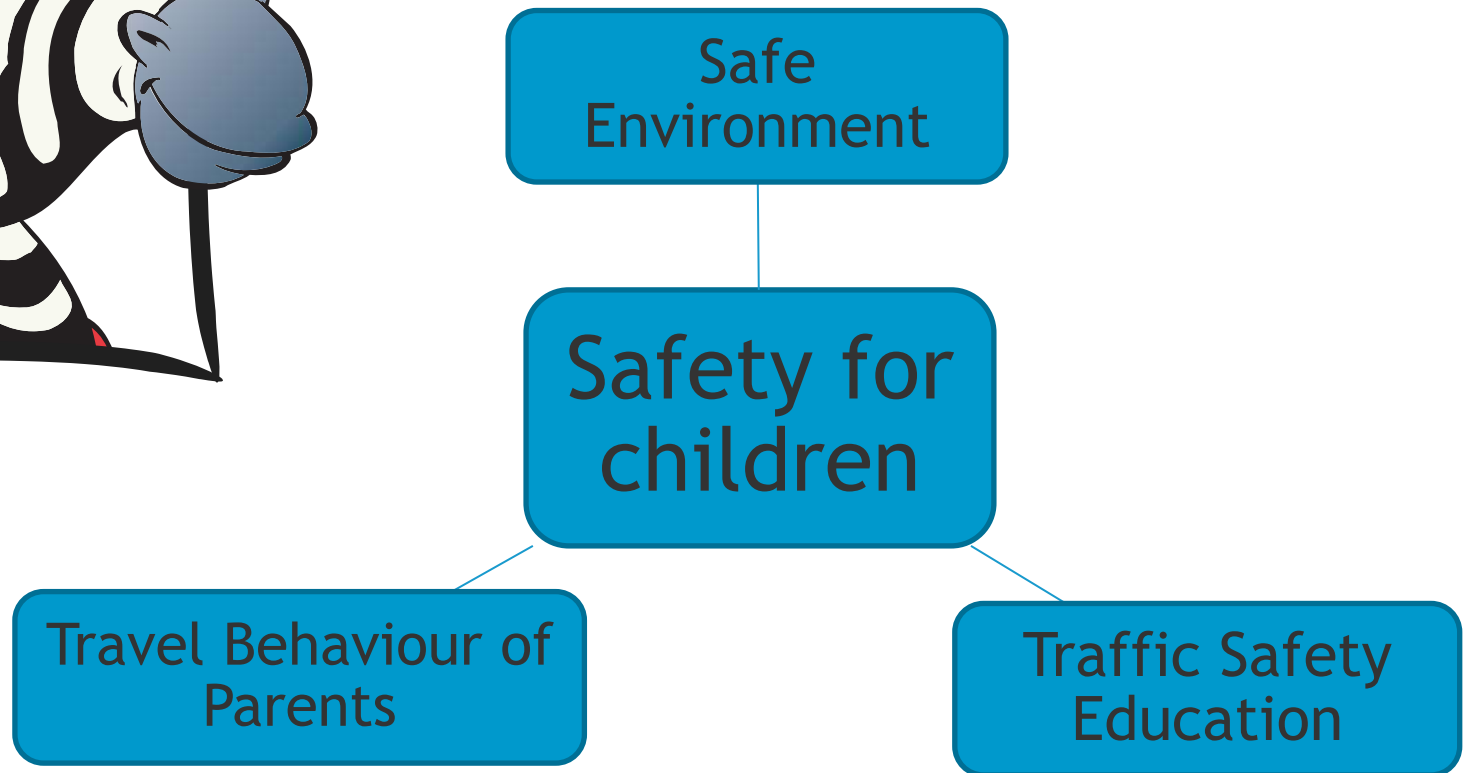 Safe
Environment
Safety for
children
Travel Behaviour of
Parents
Traffic Safety
Education